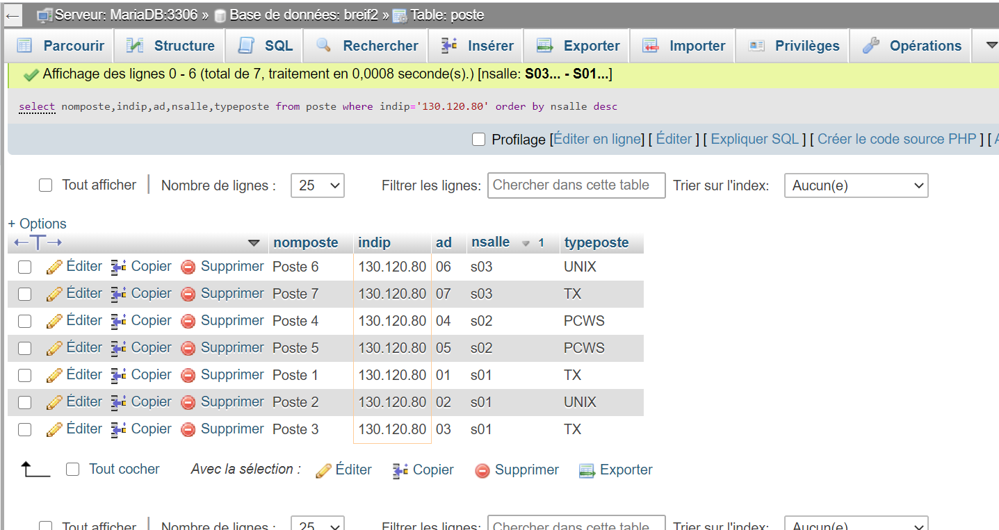 Serveur: MariaDB:3306 » Base de données: breif2 » Table: poste
Parcourir Structure SQL Rechercher Insérer Exporter Importer Privilèges Opérations
Affichage des lignes 0 - 6 (total de 7, traitement en 0,0008 seconde(s).) [nsalle: S03... - S01...]
select nomposte,indip,ad,nsalle,typeposte from poste where indip='130.120.80' order by nsalle desc
Profilage [Éditer en ligne] [ Éditer ] [ Expliquer SQL ] [ Créer le code source PHP ] [
Tout afficher Nombre de lignes : 25 Filtrer les lignes: Chercher dans cette table Trier sur l'index: Aucun(e)
+ Options
nomposte indip ad nsalle 1 typeposte
Éditer Copier Supprimer Poste 6 130.120.80 06 s03 UNIX
Éditer Copier Supprimer Poste 7 130.120.80 07 s03 TX
Éditer Copier Supprimer Poste 4 130.120.80 04 s02 PCWS
Éditer Copier Supprimer Poste 5 130.120.80 05 s02 PCWS
Éditer Copier Supprimer Poste 1 130.120.80 01 s01 TX
Éditer Copier Supprimer Poste 2 130.120.80 02 s01 UNIX
Éditer Copier Supprimer Poste 3 130.120.80 03 s01 TX
Tout cocher Avec la sélection : Éditer Copier Supprimer Exporter
Tout afficher Nombre de lignes : 25 Filtrer les lignes: Chercher dans cette table Trier sur l'index: Aucun(e)